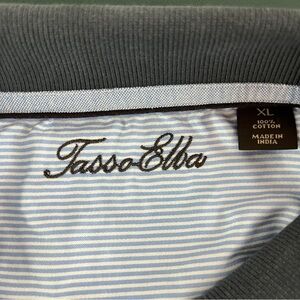 Tasso Elba
XL
100%
COTTON
MADE IN
INDIA